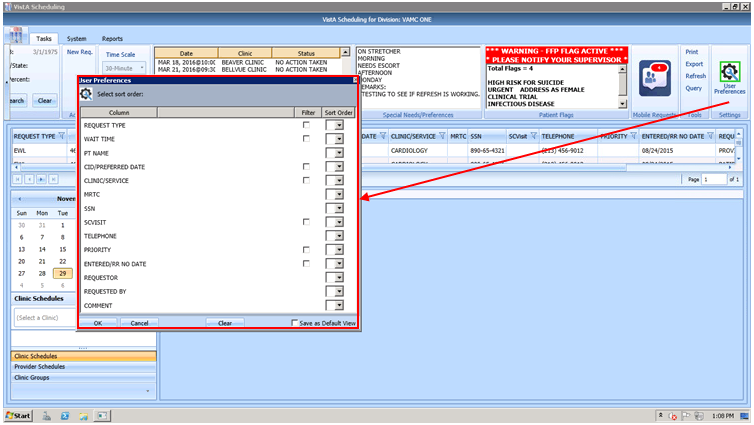 VistA Scheduling
VistA Scheduling for Division: VAMC ONE
Tasks System Reports
3/1/1975
/State:
ercent:
earch Clear
New Req.
Time Scale
30-Minute
Date Clinic Status
MAR 18, 2016@10:00 BEAVER CLINIC NO ACTION TAKEN
MAR 21, 2016@09:30 BELLVUE CLINIC NO ACTION TAKEN
ON STRETCHER
MORNING
NEEDS ESCORT
AFTERNOON
MONDAY
REMARKS:
TESTING TO SEE IF REFRESH IS WORKING.
Special Needs/Preferences
*** WARNING - FFP FLAG ACTIVE ***
* PLEASE NOTIFY YOUR SUPERVISOR *
Total Flags = 4
HIGH RISK FOR SUICIDE
URGENT ADDRESS AS FEMALE
CLINICAL TRIAL
INFECTIOUS DISEASE
Patient Flags
4
Mobile Requests
Print
Export
Refresh
Query
Tools
User
Preferences
Settings
User Preferences
Select sort order:
Column Filter Sort Order
REQUEST TYPE
WAIT TIME
PT NAME
CID/PREFERRED DATE
CLINIC/SERVICE
MRTC
SSN
SCVISIT
TELEPHONE
PRIORITY
ENTERED/RR NO DATE
REQUESTOR
REQUESTED BY
COMMENT
OK Cancel Clear Save as Default View
REQUEST TYPE DATE CLINIC/SERVICE MRTC SSN SCVisit TELEPHONE PRIORITY ENTERED/RR NO DATE REQU
EWL 46 CARDIOLOGY 890-65-4321 (213) 456-9012 08/24/2015 PROV
Page 1 of 1
Nove
Sun Mon Tue
30 31 1
6 7 8
13 14 15
20 21 22
27 28 29
4 5 6
Clinic Schedules
(Select a Clinic)
Clinic Schedules
Provider Schedules
Clinic Groups
Start
1:08 PM